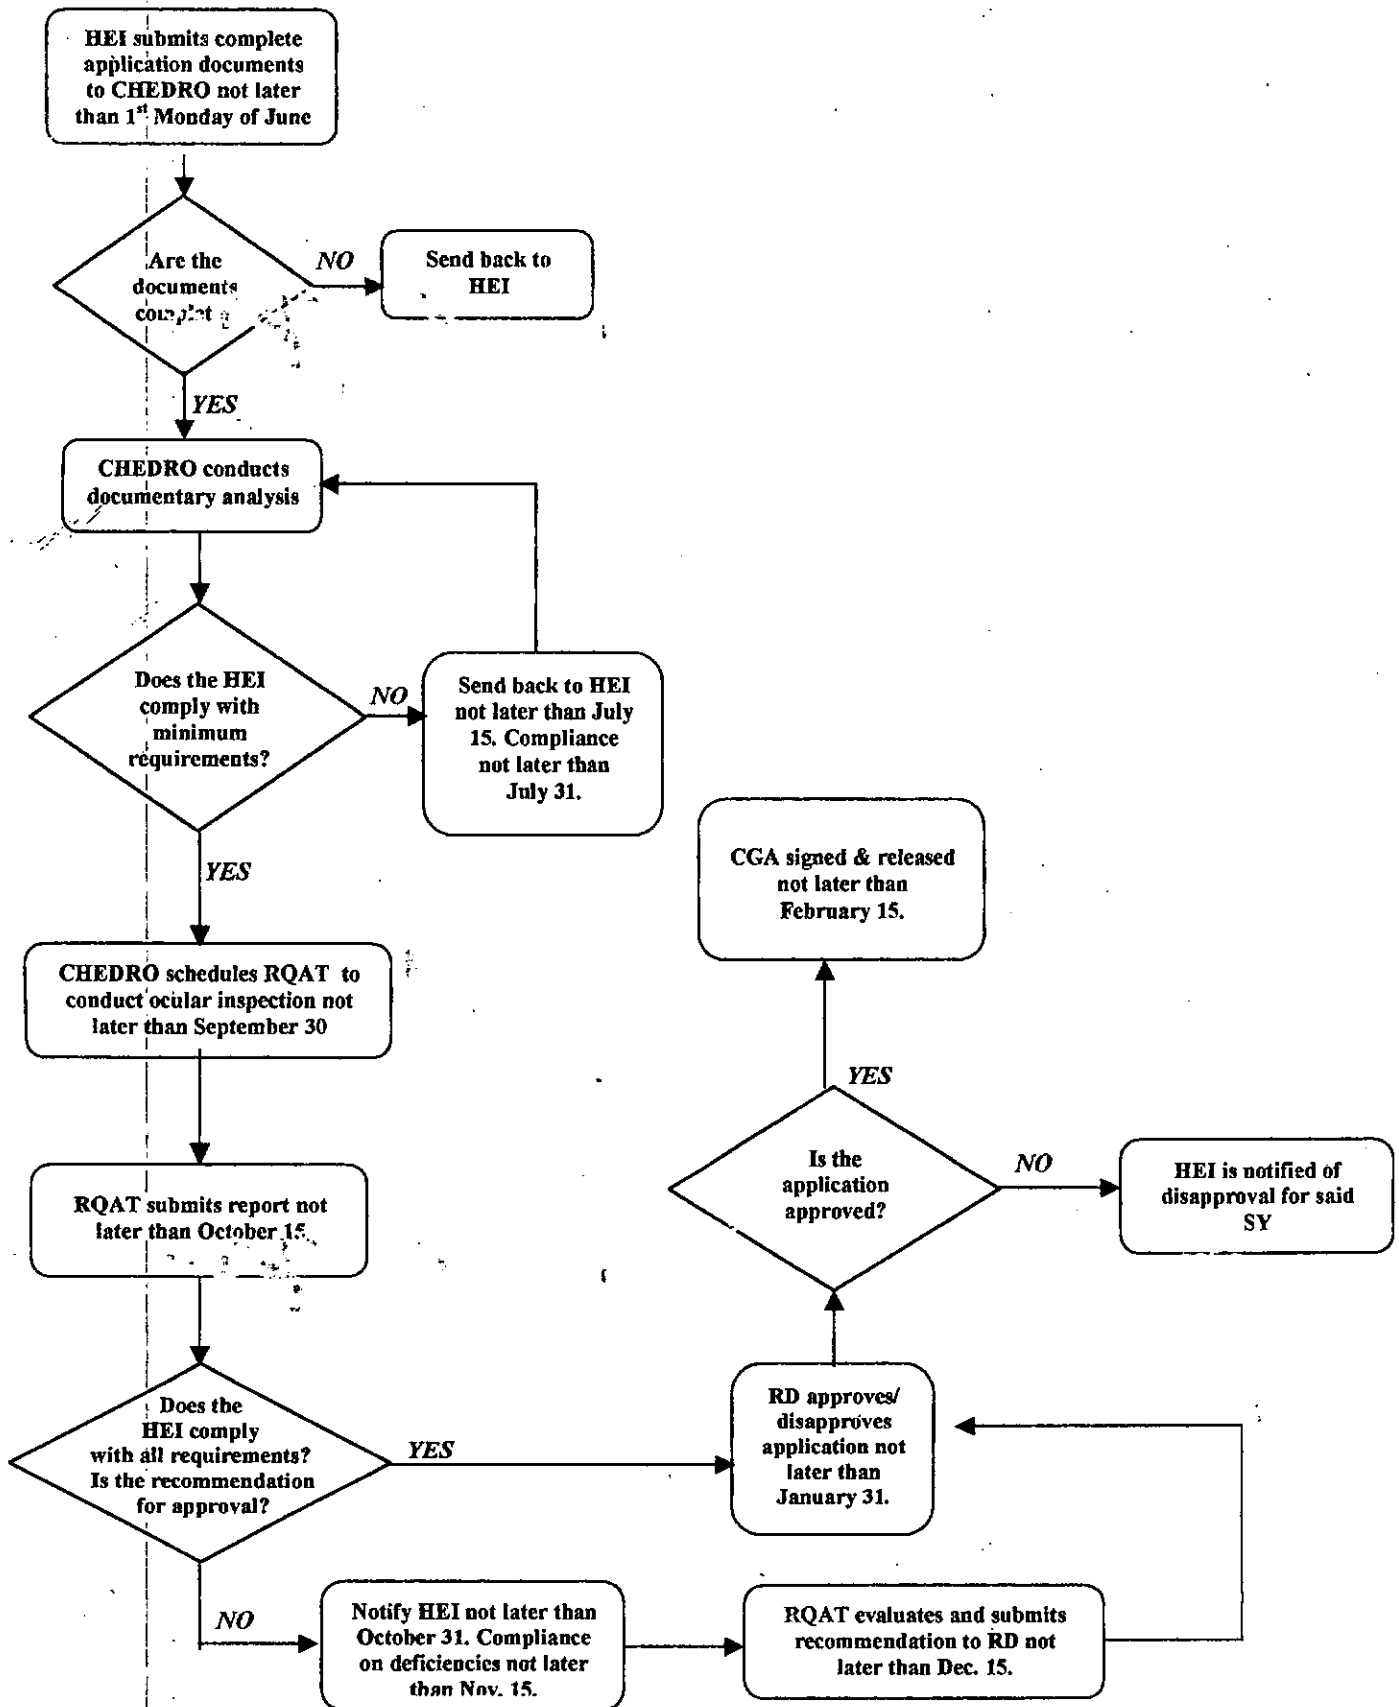 HEI submits complete
application documents
to CHEDRO not later
than 1st Monday of June
Are the
documents
complet
NO
Send back to
HEI
YES
CHEDRO conducts
documentary analysis
Does the HEI
comply with
minimum
requirements?
NO
Send back to HEI
not later than July
15. Compliance
not later than
July 31.
YES
CHEDRO schedules RQAT to
conduct ocular inspection not
later than September 30
RQAT submits report not
later than October 15.
Does the
HEI comply
with all requirements?
Is the recommendation
for approval?
YES
NO
Notify HEI not later than
October 31. Compliance
on deficiencies not later
than Nov. 15.
RQAT evaluates and submits
recommendation to RD not
later than Dec. 15.
RD approves/
disapproves
application not
later than
January 31.
Is the
application
approved?
YES
CGA signed & released
not later than
February 15.
NO
HEI is notified of
disapproval for said
SY